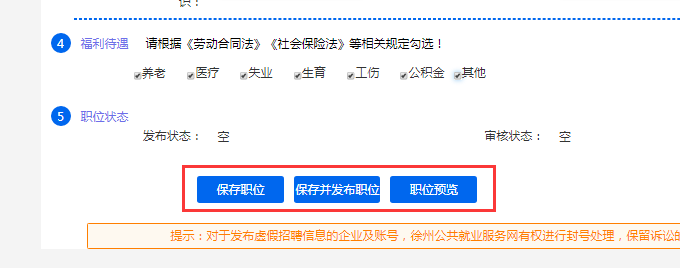 识！
4 福利待遇 请根据《劳动合同法》《社会保险法》等相关规定勾选！
养老 医疗 失业 生育 工伤 公积金 其他
5 职位状态
发布状态： 空 审核状态： 空
保存职位 保存并发布职位 职位预览
提示：对于发布虚假招聘信息的企业及账号，徐州公共就业服务网有权进行封号处理，保留诉讼的